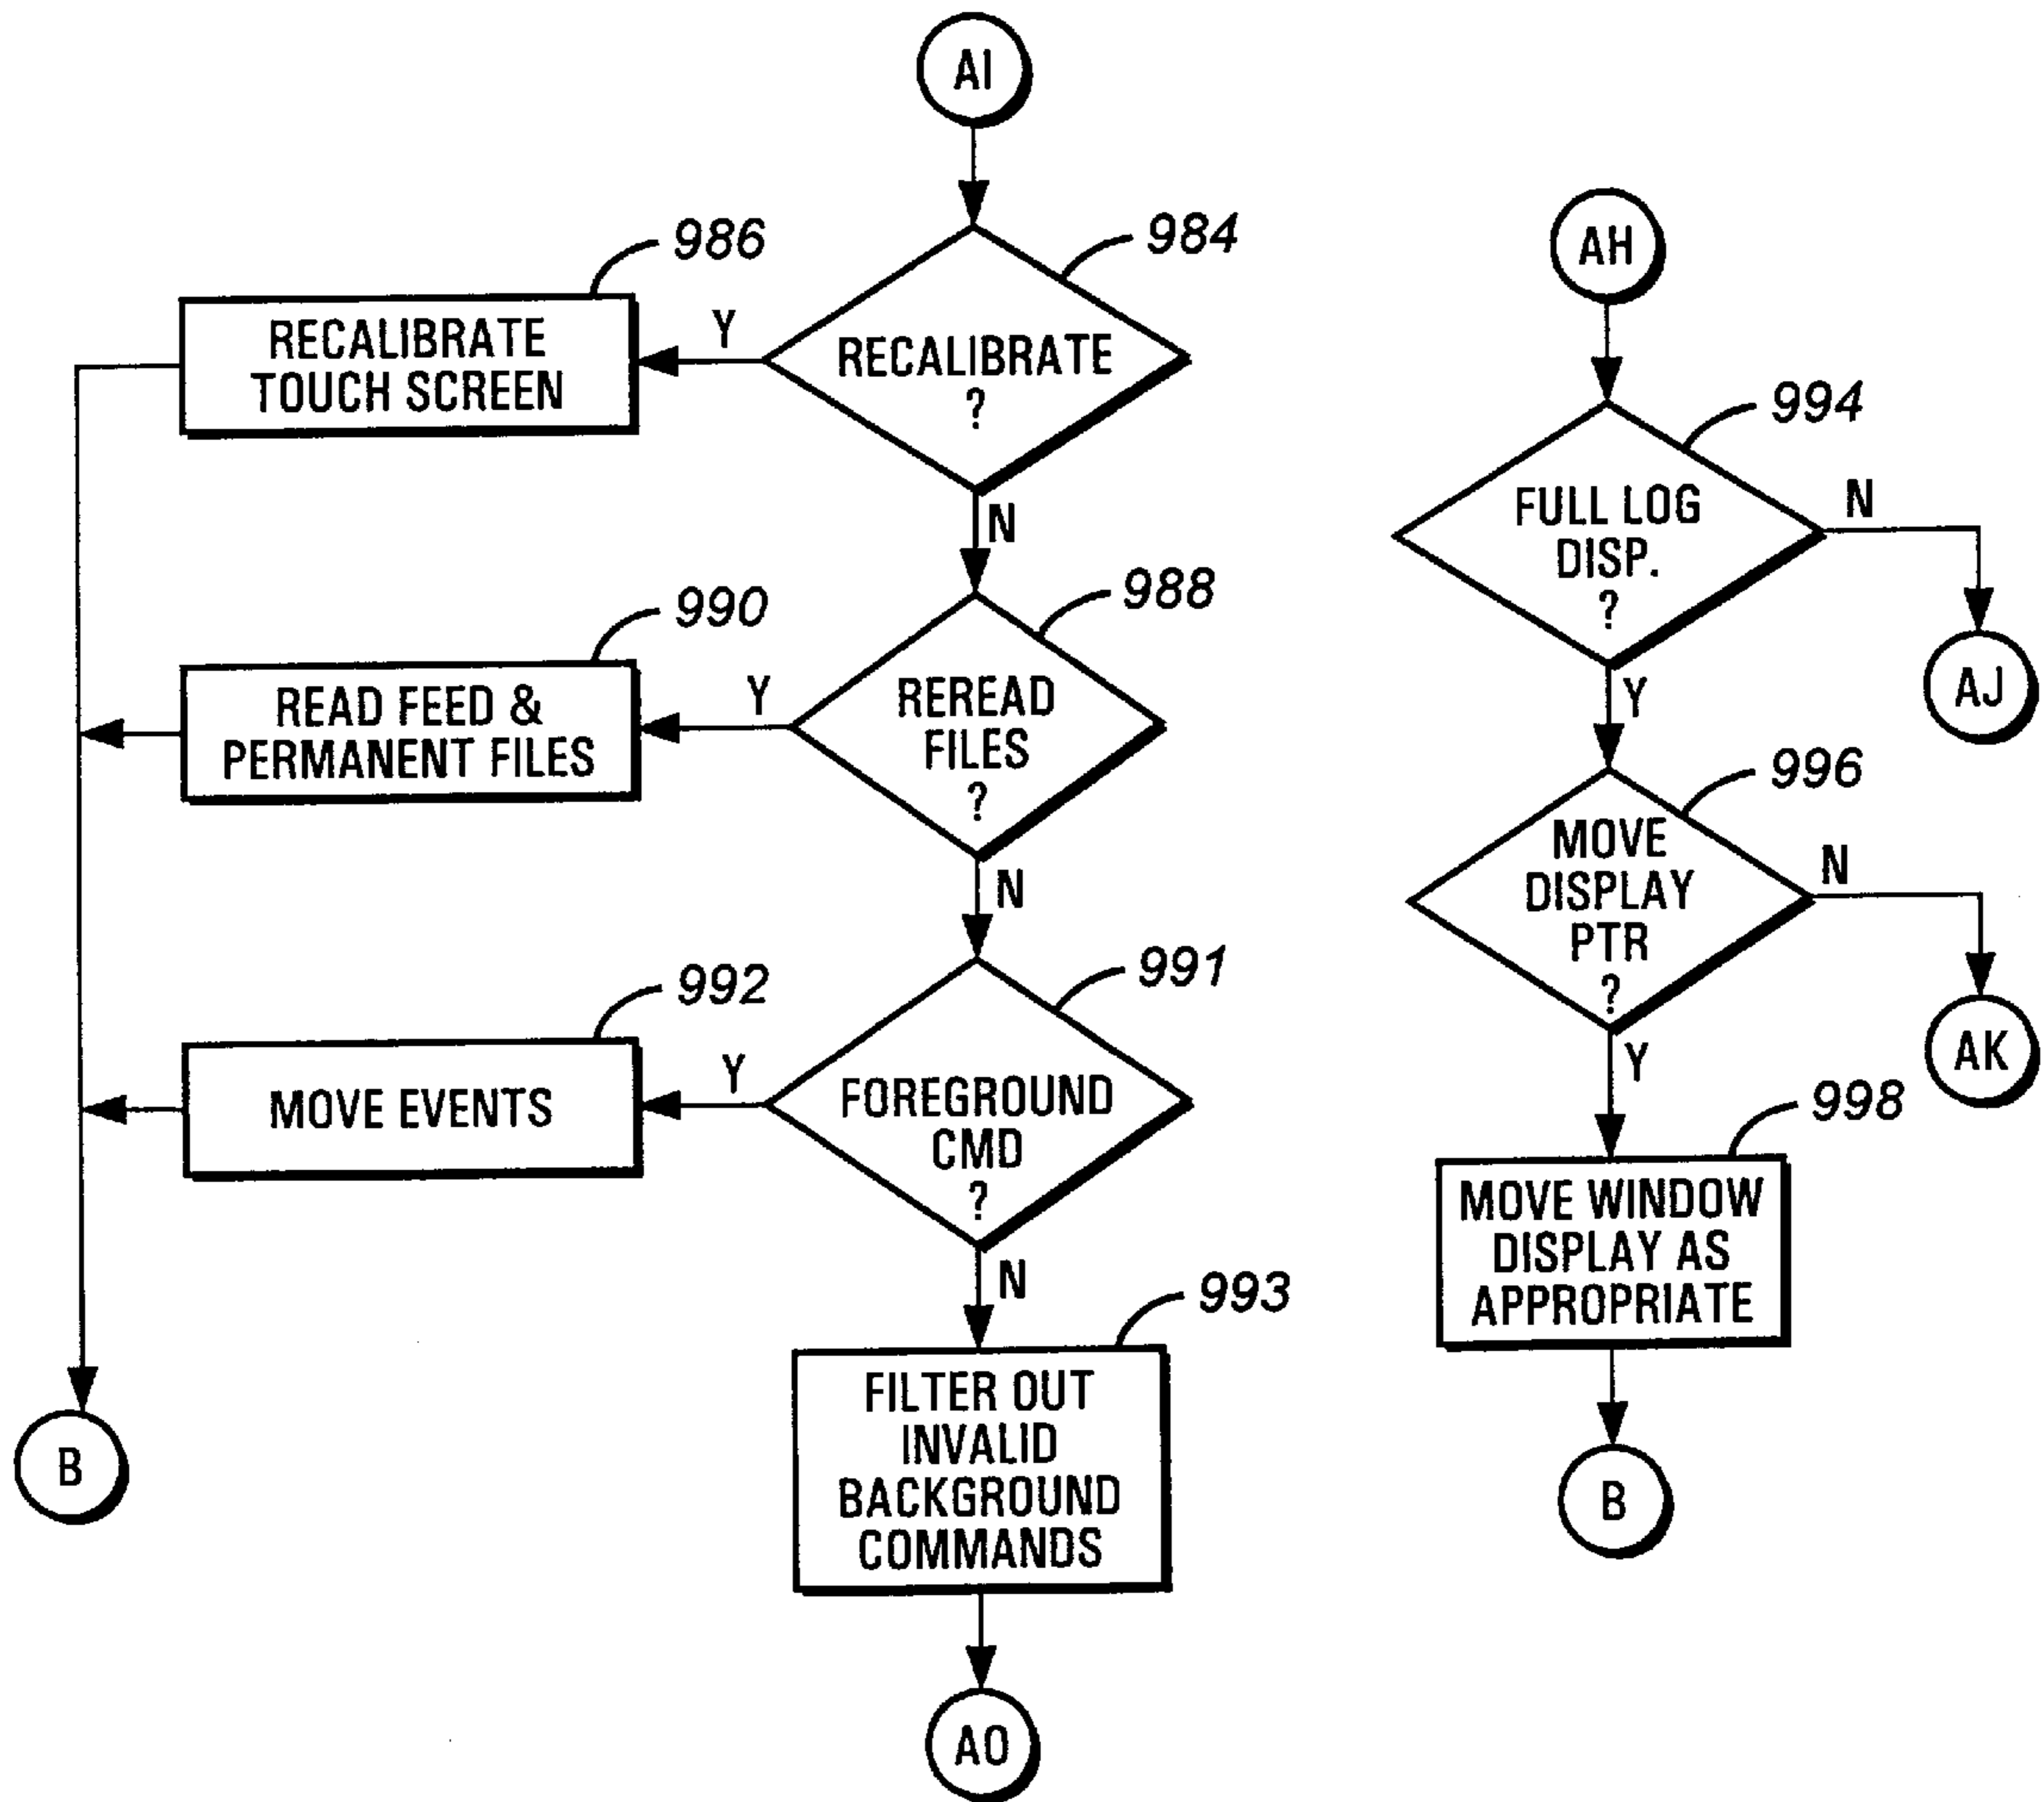 AI
984
RECALIBRATE
?
Y
N
986
RECALIBRATE
TOUCH SCREEN
988
REREAD
FILES
?
Y
N
990
READ FEED &
PERMANENT FILES
991
FOREGROUND
CMD
?
Y
N
992
MOVE EVENTS
B
993
FILTER OUT
INVALID
BACKGROUND
COMMANDS
AO
AH
994
FULL LOG
DISP.
?
N
AJ
Y
996
MOVE
DISPLAY
PTR
?
N
AK
Y
998
MOVE WINDOW
DISPLAY AS
APPROPRIATE
B